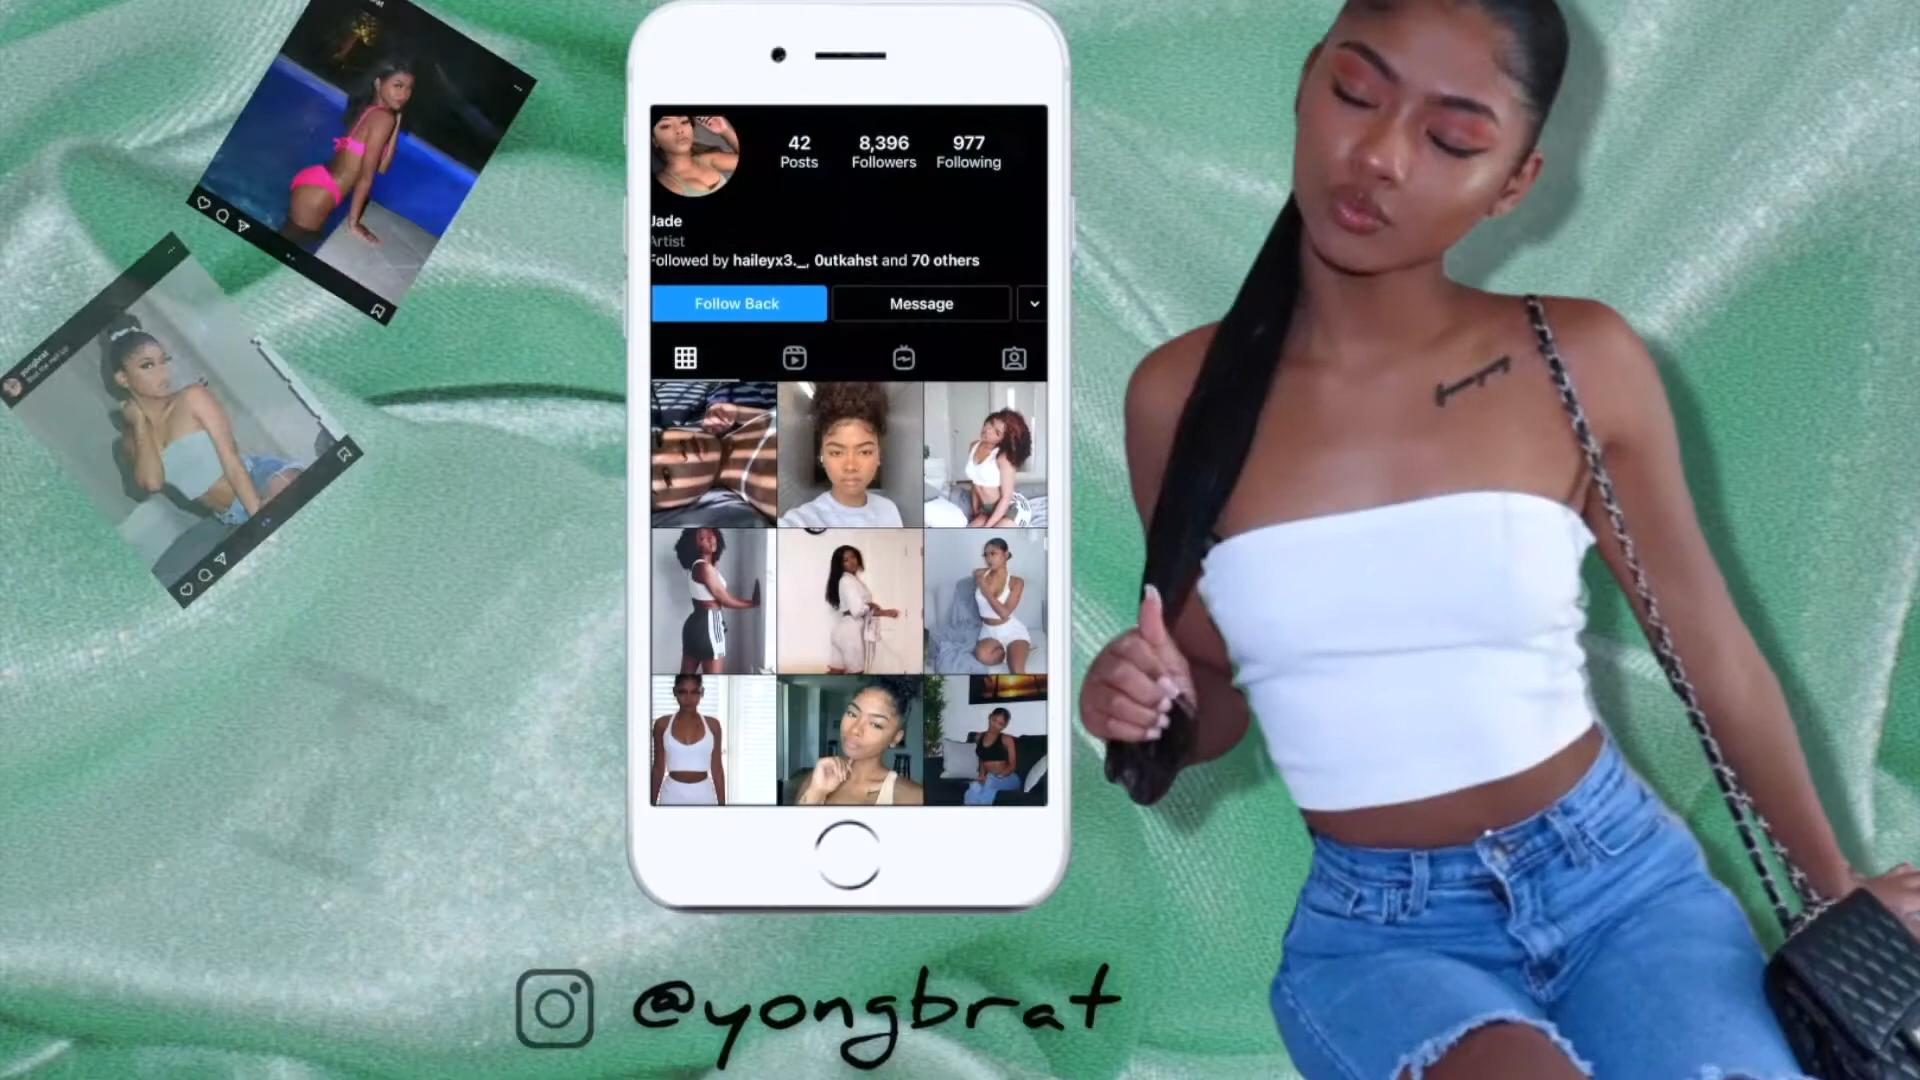 42
Posts
8,396
Followers
977
Following
Jade
Artist
Followed by haileyx3._, 0utkahst and 70 others
Follow Back
Message
yongbrat
@yongbrat